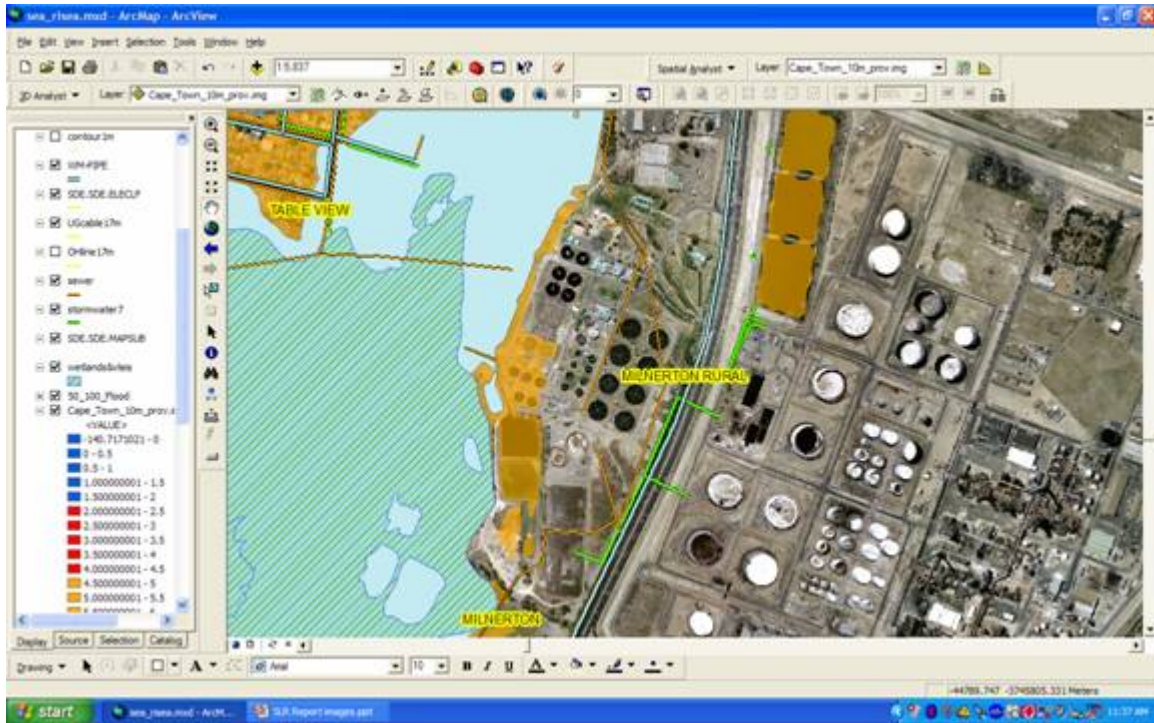 sea_risea.mxd - ArcMap - ArcView
File Edit View Insert Selection Tools Window Help
1:5,837
Spatial Analyst Layer: Cape_Town_10m_prov.img
3D Analyst Layer: Cape_Town_10m_prov.img
contour1m
WM-PIPE
SDE.SDE.ELECLP
UGcable17m
OHline17m
sewer
stormwater7
SDE.SDE.MAPSUB
wetlands&vleis
50_100_Flood
Cape_Town_10m_prov.i
<VALUE>
-140.7171021 - 0
0 - 0.5
0.5 - 1
1.000000001 - 1.5
1.500000001 - 2
2.000000001 - 2.5
2.500000001 - 3
3.000000001 - 3.5
3.500000001 - 4
4.000000001 - 4.5
4.500000001 - 5
5.000000001 - 5.5
TABLE VIEW
MILNERTON RURAL
MILNERTON
Display Source Selection Catalog
Drawing A Arial 10 B I U A
-44789.747 -3745805.331 Meters
start sea_risea.mxd - ArcM... SLR Report images.ppt 11:37 AM